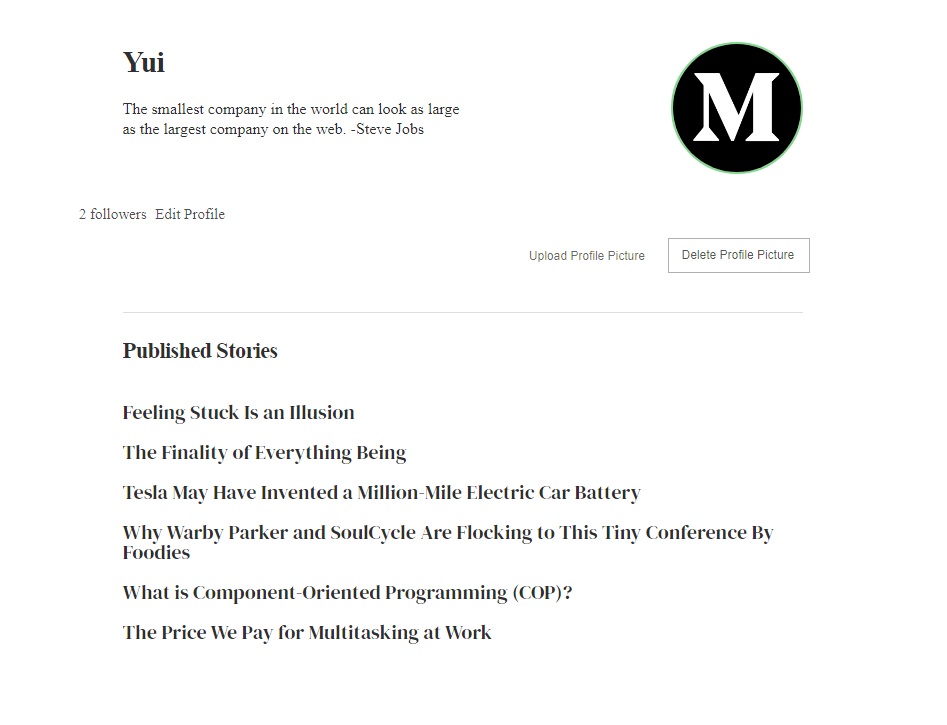 Yui
M
The smallest company in the world can look as large
as the largest company on the web. -Steve Jobs
2 followers Edit Profile
Upload Profile Picture
Delete Profile Picture
Published Stories
Feeling Stuck Is an Illusion
The Finality of Everything Being
Tesla May Have Invented a Million-Mile Electric Car Battery
Why Warby Parker and SoulCycle Are Flocking to This Tiny Conference By
Foodies
What is Component-Oriented Programming (COP)?
The Price We Pay for Multitasking at Work